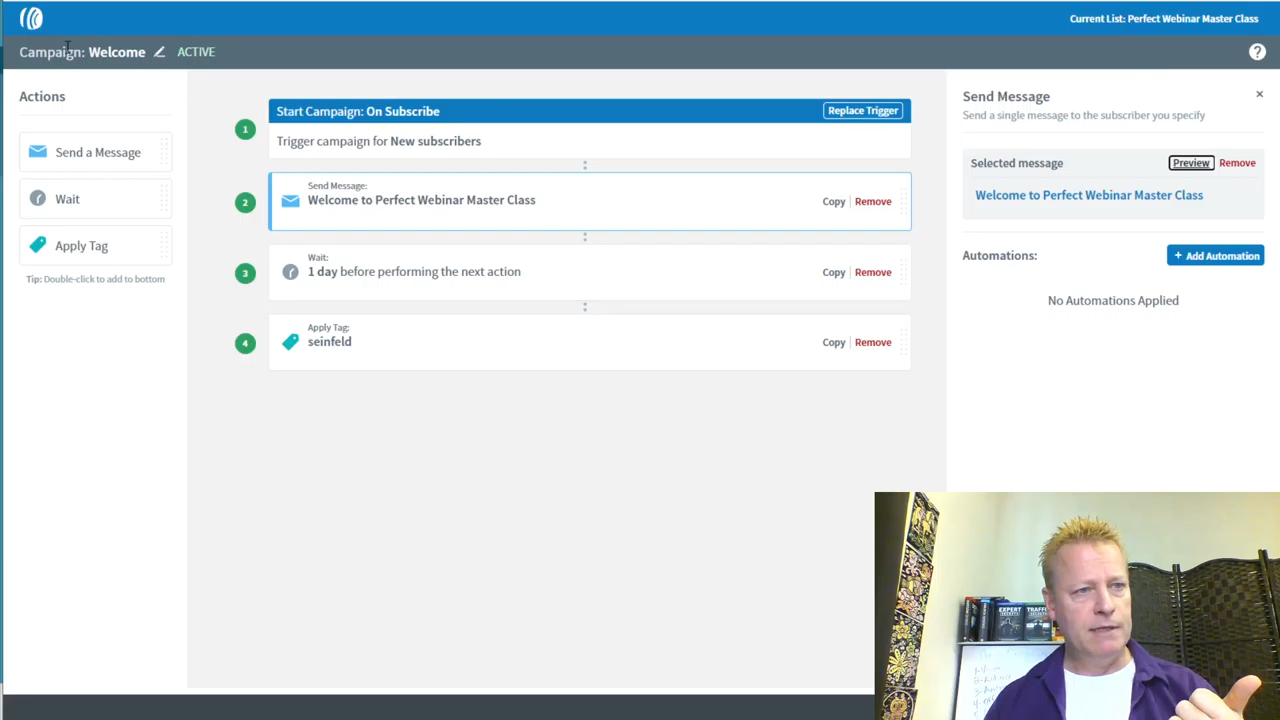 Current List: Perfect Webinar Master Class
Campaign: Welcome ACTIVE
?
Actions
Send a Message
Wait
Apply Tag
Tip: Double-click to add to bottom
1
Start Campaign: On Subscribe
Replace Trigger
Trigger campaign for New subscribers
2
Send Message:
Welcome to Perfect Webinar Master Class
Copy Remove
3
Wait:
1 day before performing the next action
Copy Remove
4
Apply Tag:
seinfeld
Copy Remove
Send Message
×
Send a single message to the subscriber you specify
Selected message
Preview Remove
Welcome to Perfect Webinar Master Class
Automations:
+ Add Automation
No Automations Applied
EXPERT
SECRETS
TRAFFIC
SECRETS